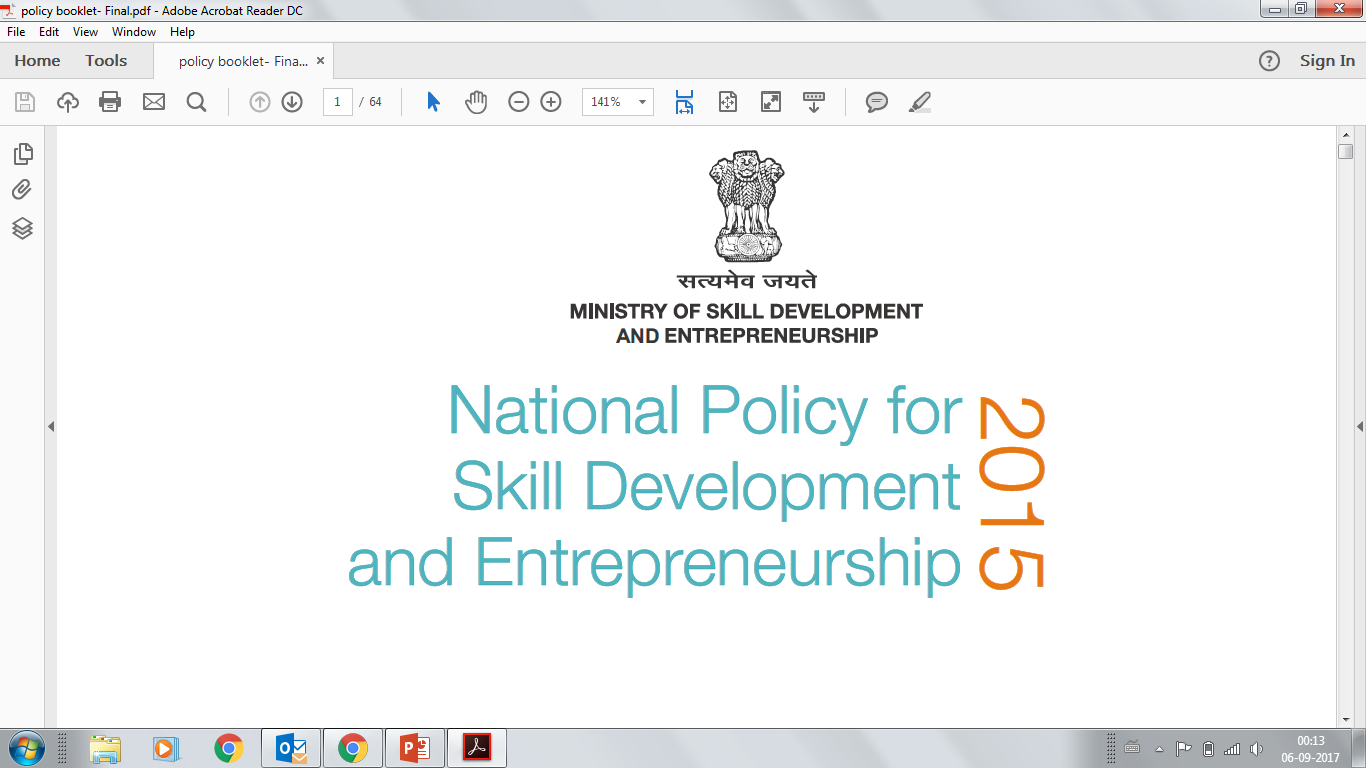 policy booklet- Final.pdf - Adobe Acrobat Reader DC
File Edit View Window Help
Home Tools policy booklet- Fina... × Sign In
1 / 64 141%
सत्यमेव जयते
MINISTRY OF SKILL DEVELOPMENT
AND ENTREPRENEURSHIP
National Policy for
Skill Development
and Entrepreneurship
2015
00:13
06-09-2017